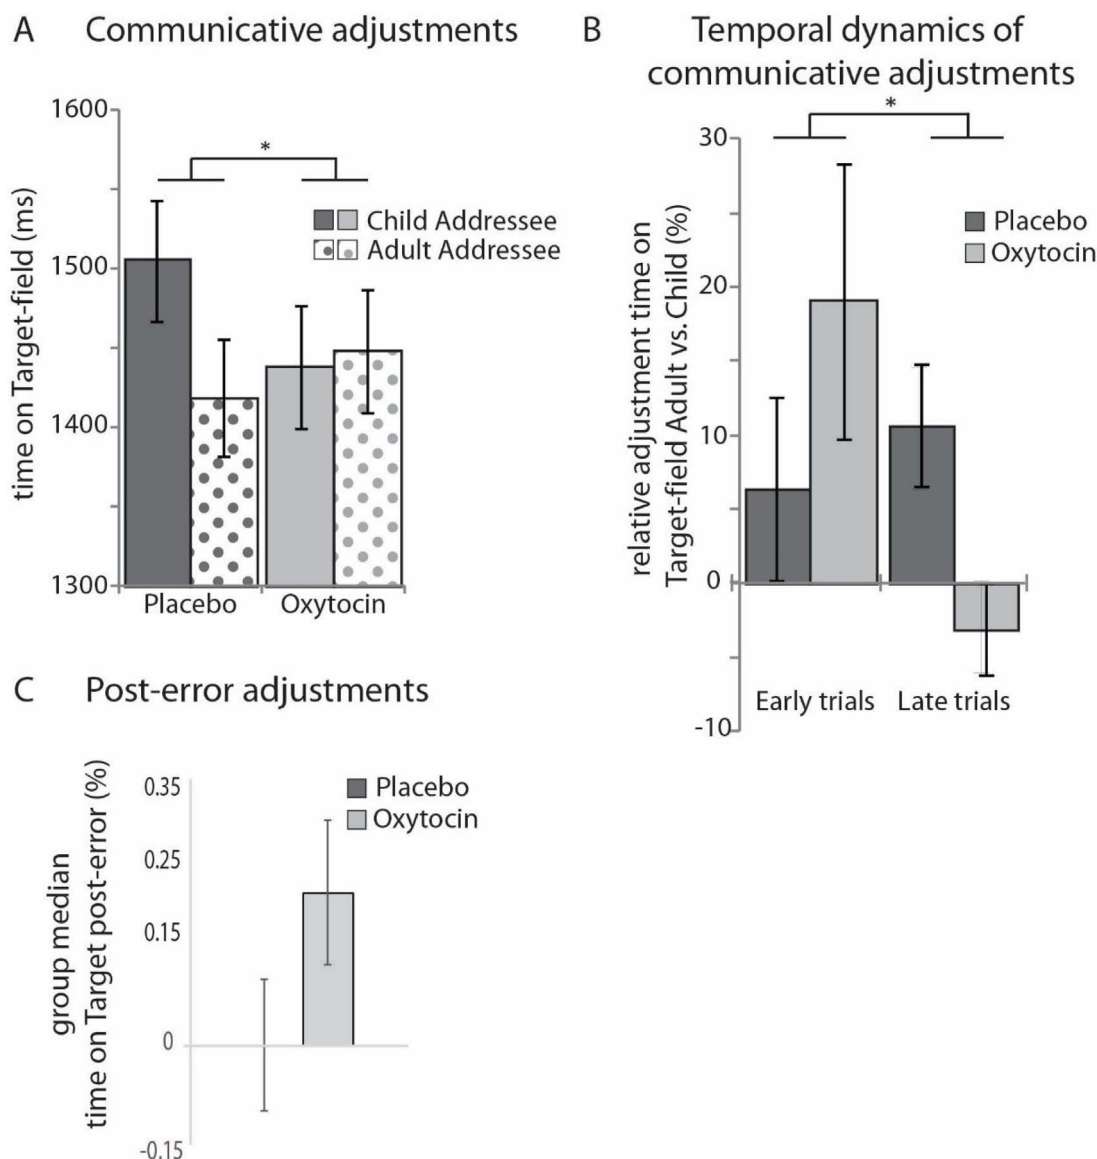 A Communicative adjustments
1600
1500
1400
1300
time on Target-field (ms)
*
Child Addressee
Adult Addressee
Placebo
Oxytocin
B Temporal dynamics of
communicative adjustments
30
20
10
0
-10
relative adjustment time on
Target-field Adult vs. Child (%)
*
Placebo
Oxytocin
Early trials
Late trials
C Post-error adjustments
0.35
0.25
0.15
0
-0.15
group median
time on Target post-error (%)
Placebo
Oxytocin